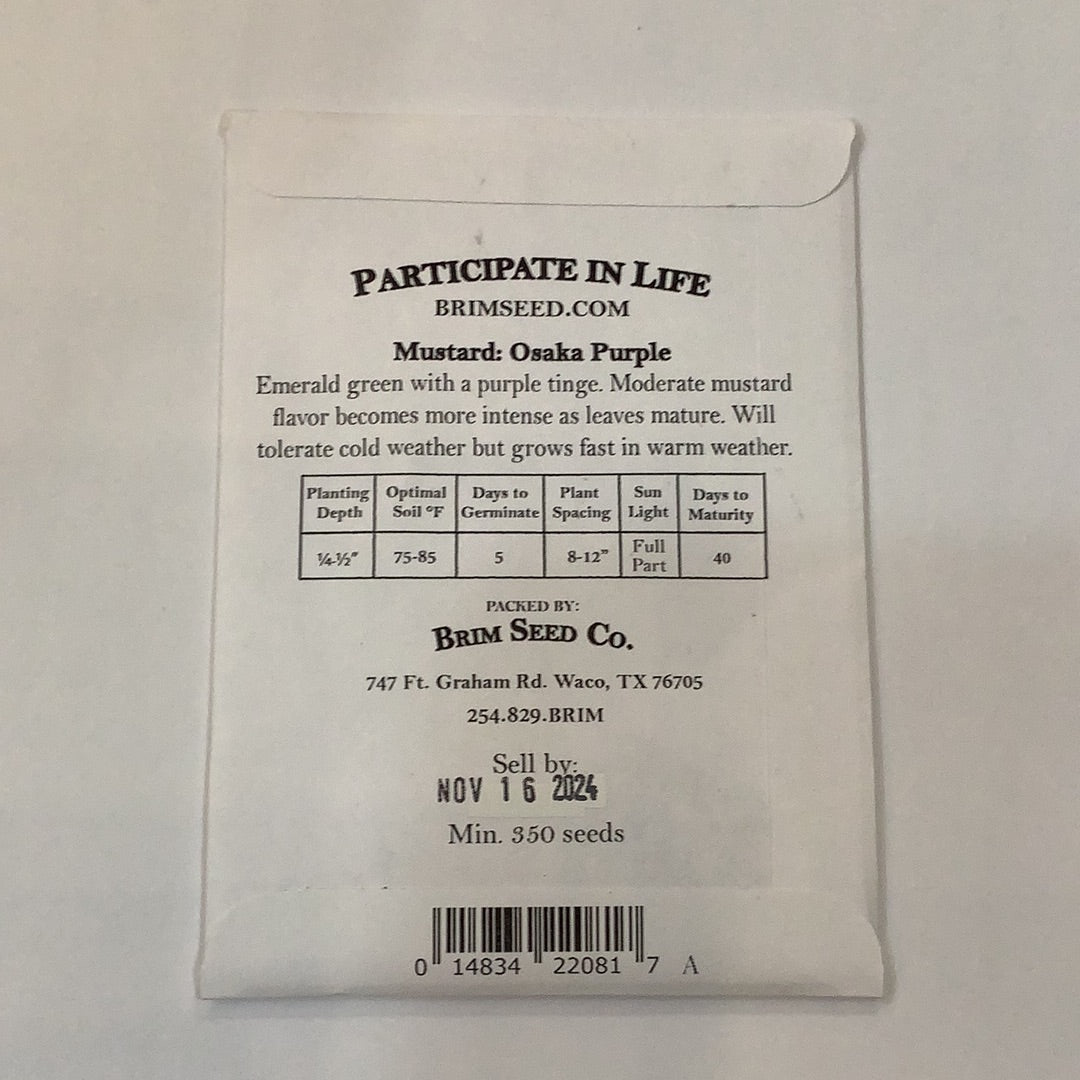 PARTICIPATE IN LIFE
BRIMSEED.COM
Mustard: Osaka Purple
Emerald green with a purple tinge. Moderate mustard
flavor becomes more intense as leaves mature. Will
tolerate cold weather but grows fast in warm weather.
Planting Depth Optimal Soil °F Days to Germinate Plant Spacing Sun Light Days to Maturity
¼-½" 75-85 5 8-12" Full Part 40
PACKED BY:
BRIM SEED CO.
747 Ft. Graham Rd. Waco, TX 76705
254.829.BRIM
Sell by:
NOV 16 2024
Min. 350 seeds
0 14834 22081 7 A